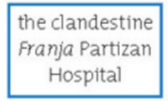 the clandestine
Franja Partizan
Hospital